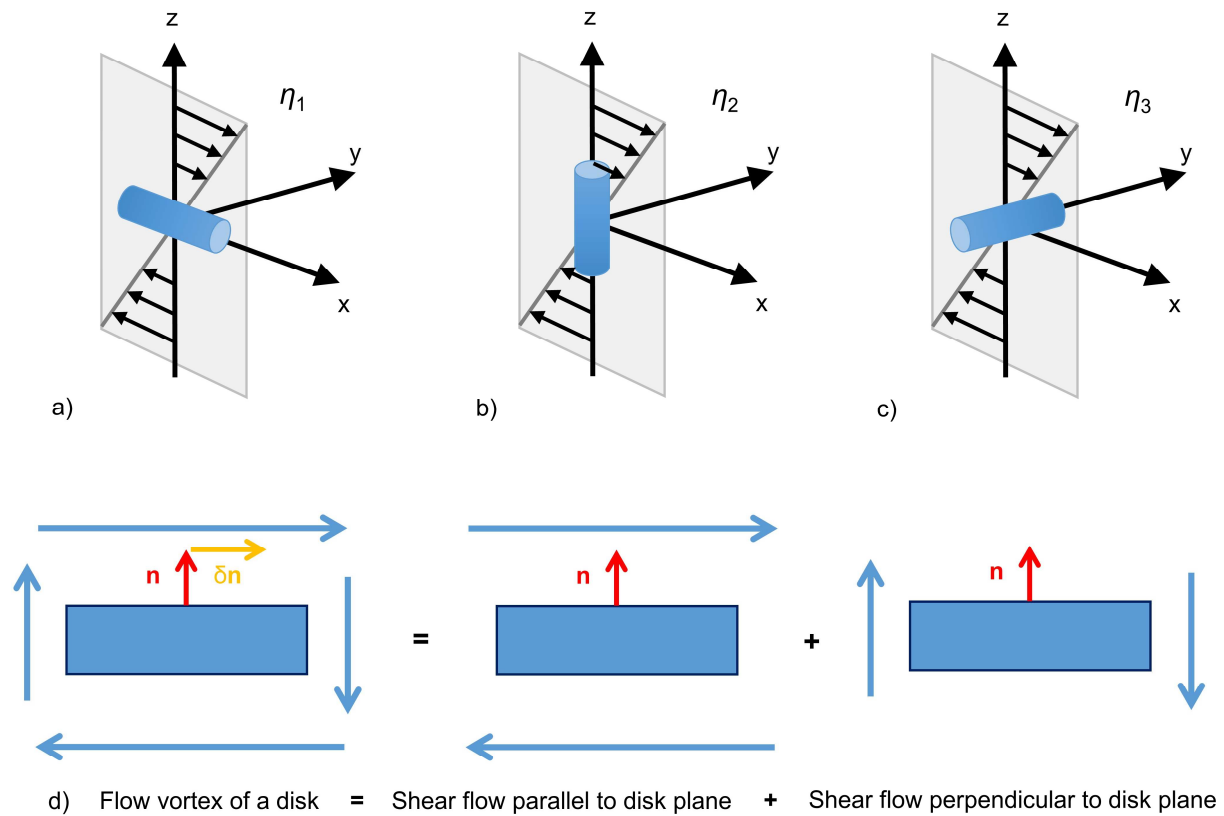 z
η1
y
x
a)
z
η2
y
x
b)
z
η3
y
x
c)
n
δn
=
n
+
n
d) Flow vortex of a disk = Shear flow parallel to disk plane + Shear flow perpendicular to disk plane